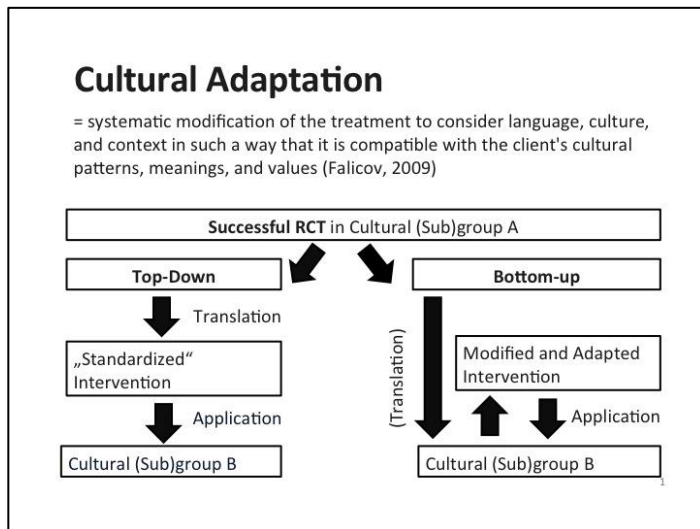 Cultural Adaptation
= systematic modification of the treatment to consider language, culture,
and context in such a way that it is compatible with the client's cultural
patterns, meanings, and values (Falicov, 2009)
Successful RCT in Cultural (Sub)group A
Top-Down
Translation
„Standardized“
Intervention
Application
Cultural (Sub)group B
Bottom-up
(Translation)
Modified and Adapted
Intervention
Application
Cultural (Sub)group B
1